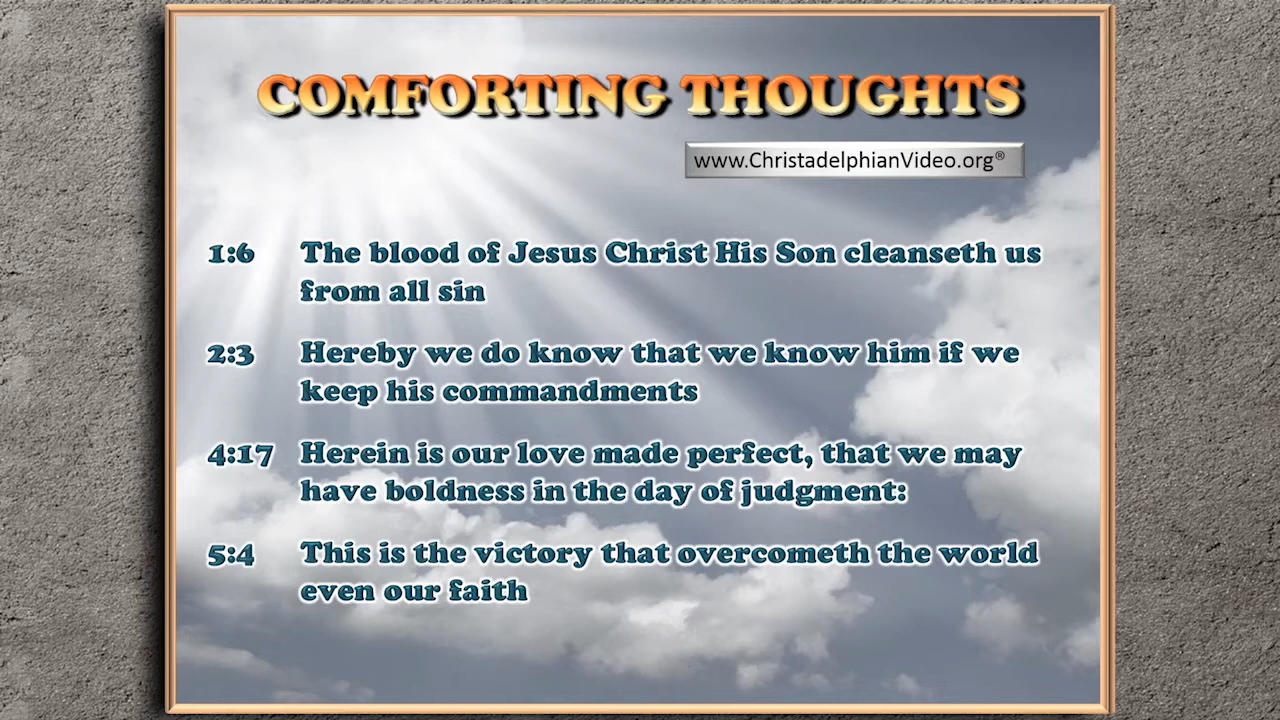 COMFORTING THOUGHTS
www.ChristadelphianVideo.org®
1:6 The blood of Jesus Christ His Son cleanseth us
from all sin
2:3 Hereby we do know that we know him if we
keep his commandments
4:17 Herein is our love made perfect, that we may
have boldness in the day of judgment:
5:4 This is the victory that overcometh the world
even our faith